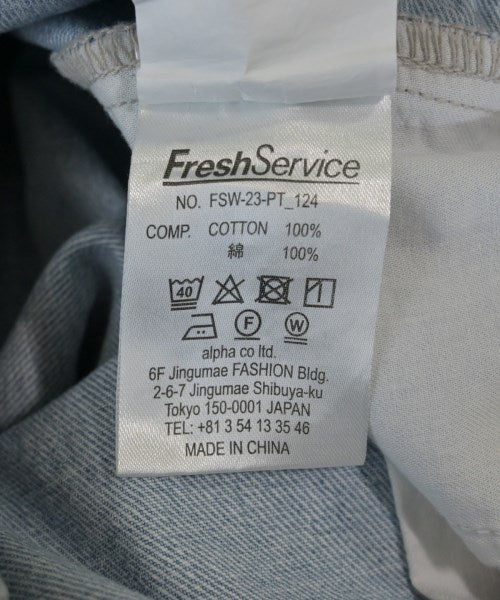 FreshService
NO. FSW-23-PT_124
COMP. COTTON 100%
綿 100%
40
F W
alpha co ltd.
6F Jingumae FASHION Bldg.
2-6-7 Jingumae Shibuya-ku
Tokyo 150-0001 JAPAN
TEL: +81 3 54 13 35 46
MADE IN CHINA